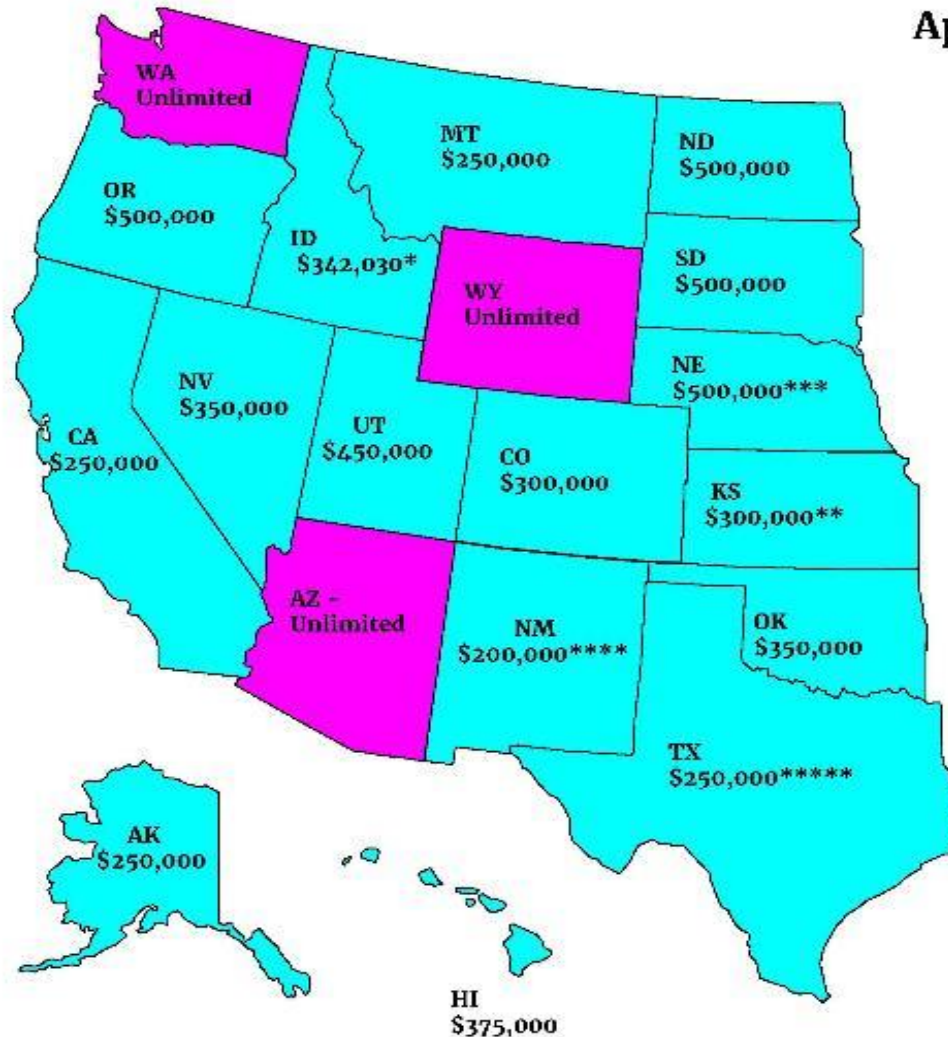 Ap
WA
Unlimited
MT
$250,000
ND
$500,000
OR
$500,000
ID
$342,030*
SD
$500,000
WY
Unlimited
NE
$500,000***
NV
$350,000
UT
$450,000
CA
$250,000
CO
$300,000
KS
$300,000**
AZ -
Unlimited
NM
$200,000****
OK
$350,000
TX
$250,000*****
AK
$250,000
HI
$375,000